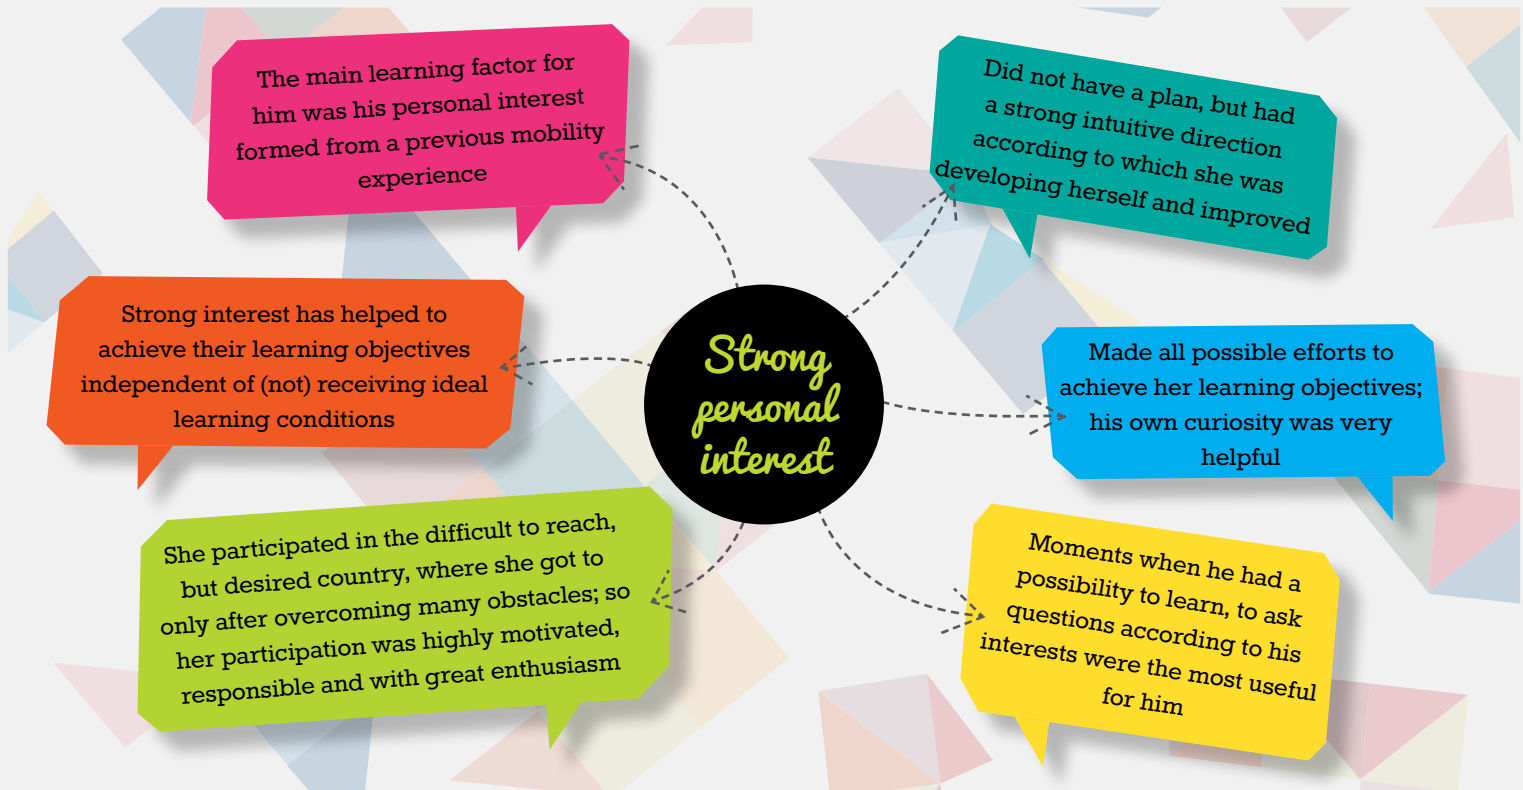 The main learning factor for
him was his personal interest
formed from a previous mobility
experience
Did not have a plan, but had
a strong intuitive direction
according to which she was
developing herself and improved
Strong interest has helped to
achieve their learning objectives
independent of (not) receiving ideal
learning conditions
Strong
personal
interest
Made all possible efforts to
achieve her learning objectives;
his own curiosity was very
helpful
She participated in the difficult to reach,
but desired country, where she got to
only after overcoming many obstacles; so
her participation was highly motivated,
responsible and with great enthusiasm
Moments when he had a
possibility to learn, to ask
questions according to his
interests were the most useful
for him